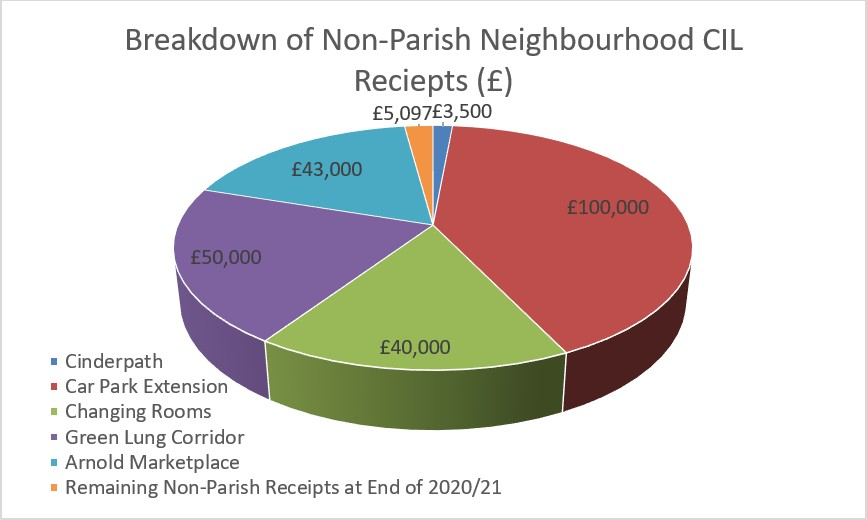 Breakdown of Non-Parish Neighbourhood CIL
Reciepts (£)
£5,097
£3,500
£43,000
£100,000
£50,000
£40,000
Cinderpath
Car Park Extension
Changing Rooms
Green Lung Corridor
Arnold Marketplace
Remaining Non-Parish Receipts at End of 2020/21